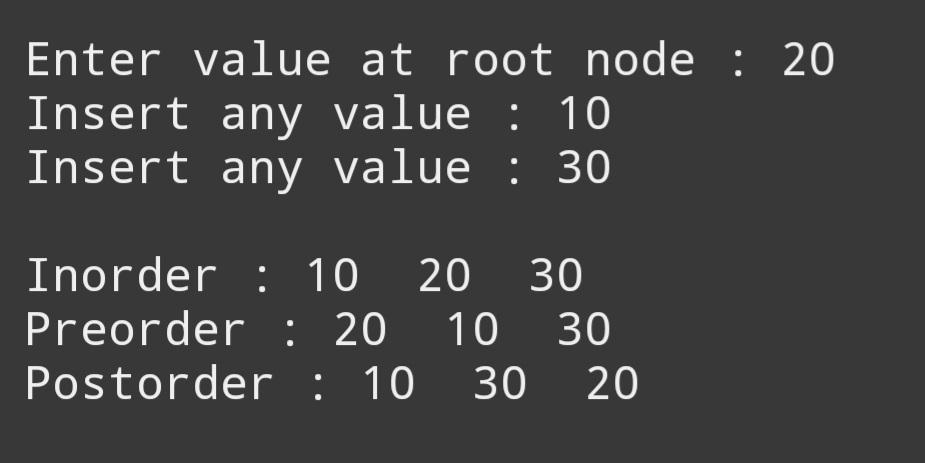 Enter value at root node : 20
Insert any value : 10
Insert any value : 30
Inorder : 10  20  30
Preorder : 20  10  30
Postorder : 10  30  20